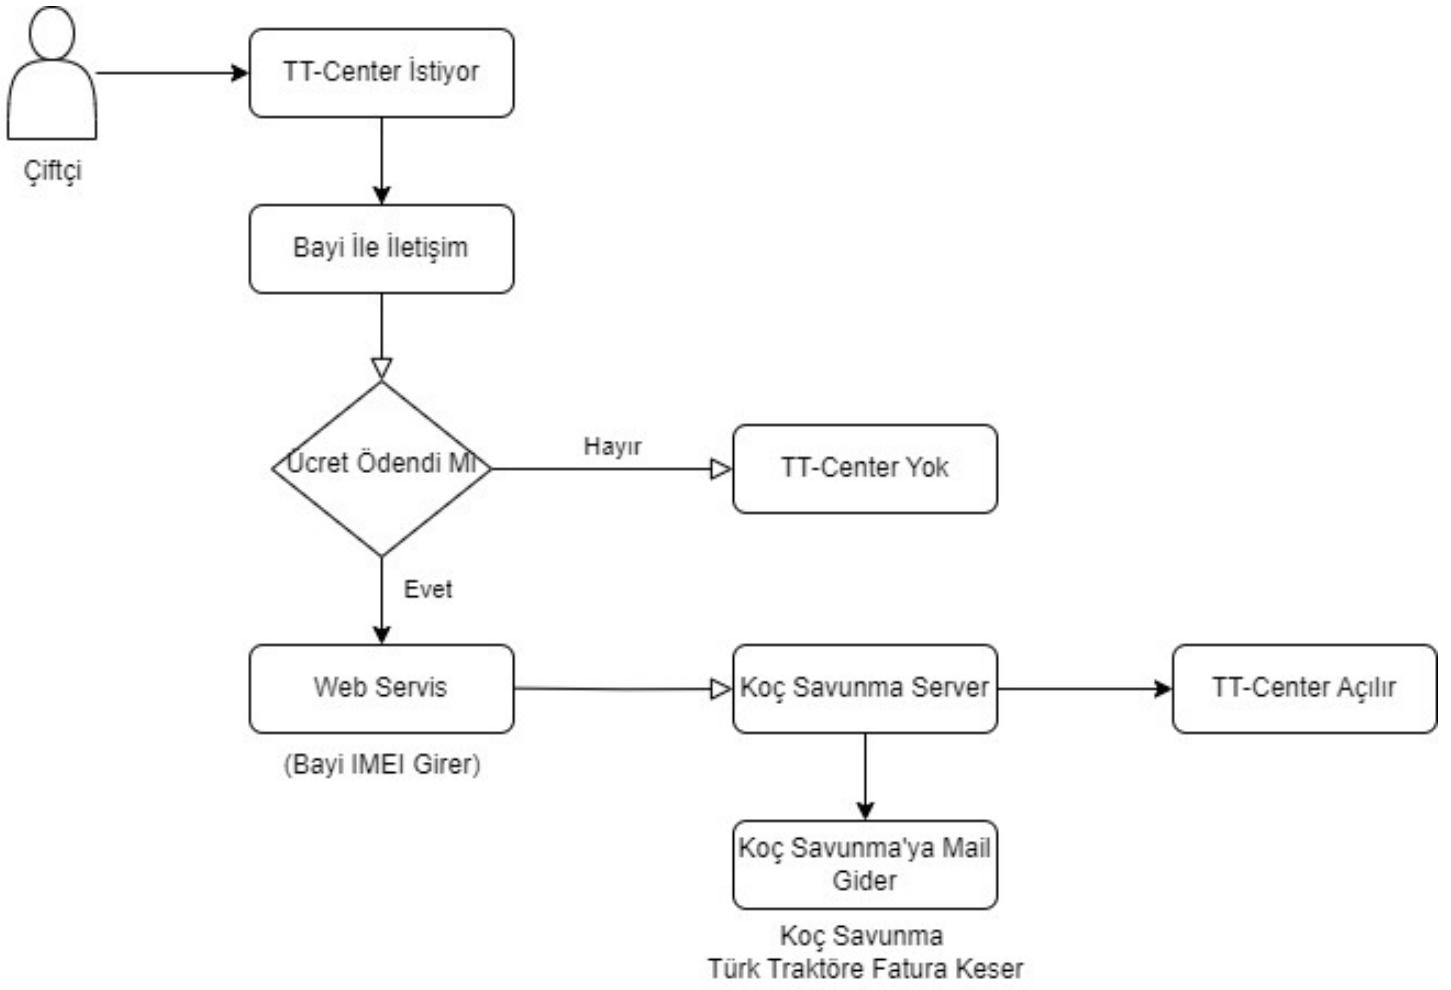 TT-Center İstiyor
Çiftçi
Bayi İle İletişim
Ücret Ödendi Mi
Hayır
TT-Center Yok
Evet
Web Servis
(Bayi IMEI Girer)
Koç Savunma Server
TT-Center Açılır
Koç Savunma'ya Mail
Gider
Koç Savunma
Türk Traktöre Fatura Keser